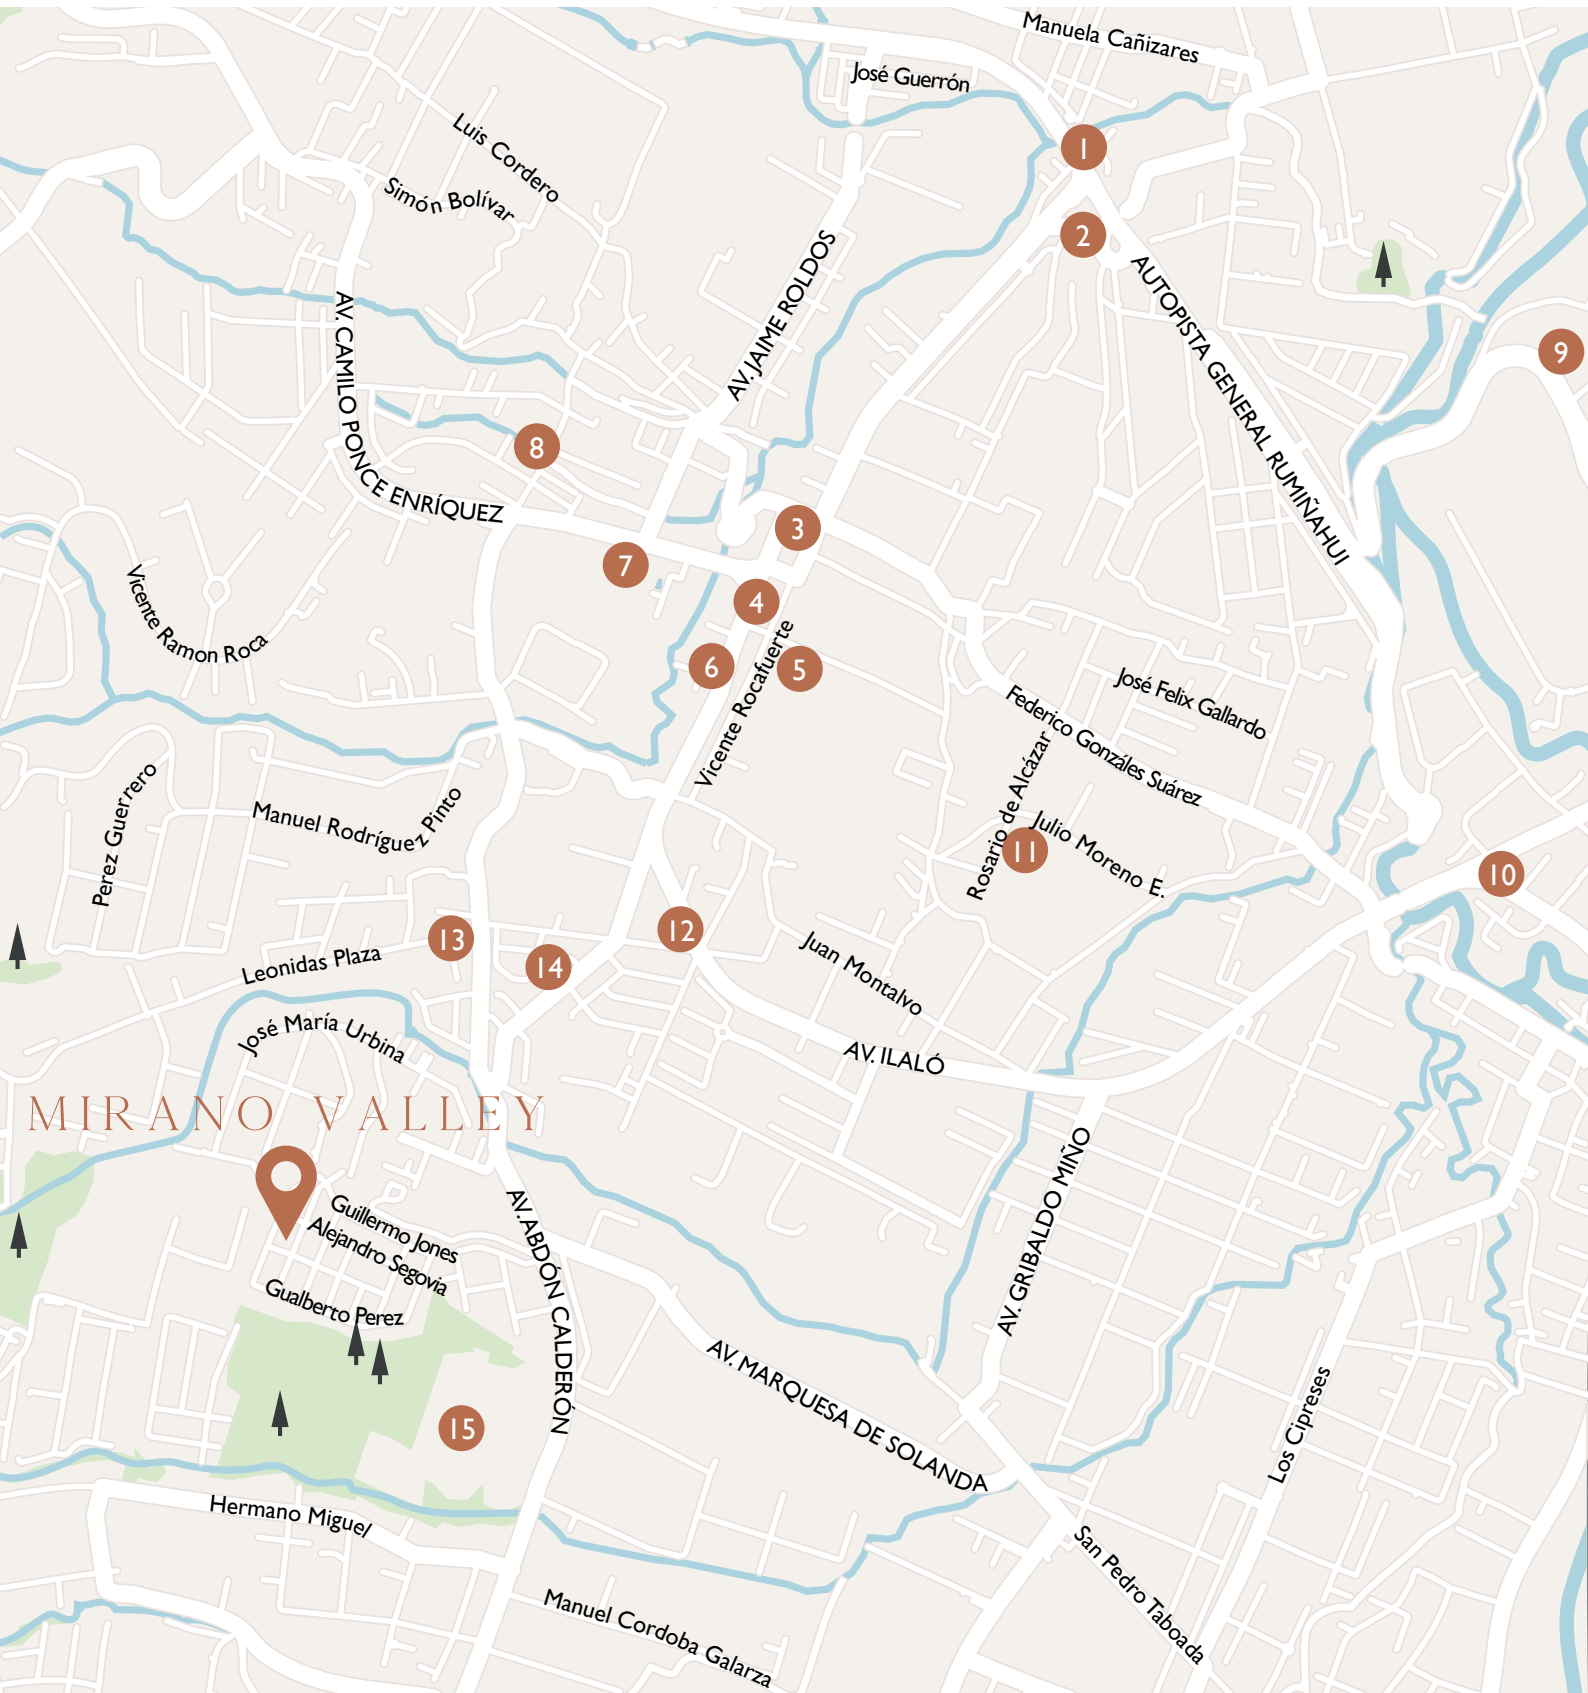 Manuela Cañizares
José Guerrón
Luis Cordero
1
Simón Bolívar
2
AV. JAIME ROLDOS
AUTOPISTA GENERAL RUMIÑAHUI
AV. CAMILO PONCE ENRÍQUEZ
9
8
3
7
4
Vicente Ramon Roca
6
Vicente Rocafuerte
5
José Felix Gallardo
Federico Gonzáles Suárez
Perez Guerrero
Manuel Rodríguez Pinto
Rosario de Alcázar
11
Julio Moreno E.
10
13
12
Leonidas Plaza
14
Juan Montalvo
José María Urbina
AV. ILALÓ
MIRANO VALLEY
AV. GRIBALDO MIÑO
Guillermo Jones
Alejandro Segovia
AV. ABDÓN CALDERÓN
Gualberto Perez
AV. MARQUESA DE SOLANDA
Los Cipreses
15
Hermano Miguel
San Pedro Taboada
Manuel Cordoba Galarza